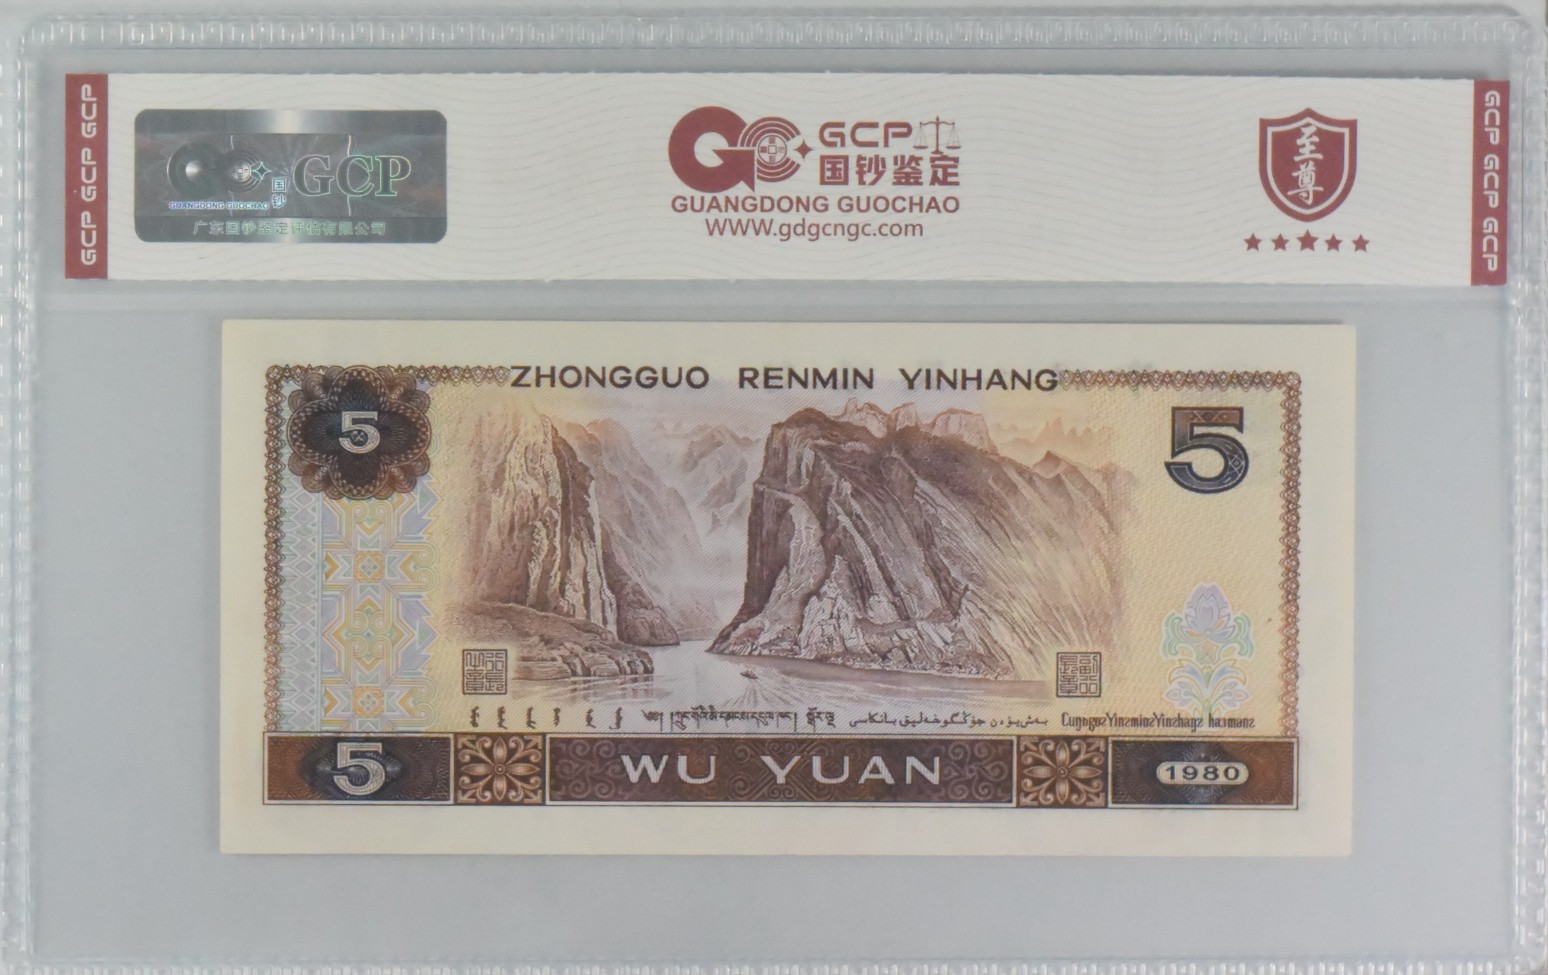 GCP GCP GCP
GCP
GUANGDONG GUOCHAO
国钞
广东国钞鉴定评估有限公司
GCP
国钞鉴定
GUANGDONG GUOCHAO
WWW.gdgcngc.com
至尊
GCP GCP GCP
ZHONGGUO RENMIN YINHANG
5
5
5
WU YUAN
1980